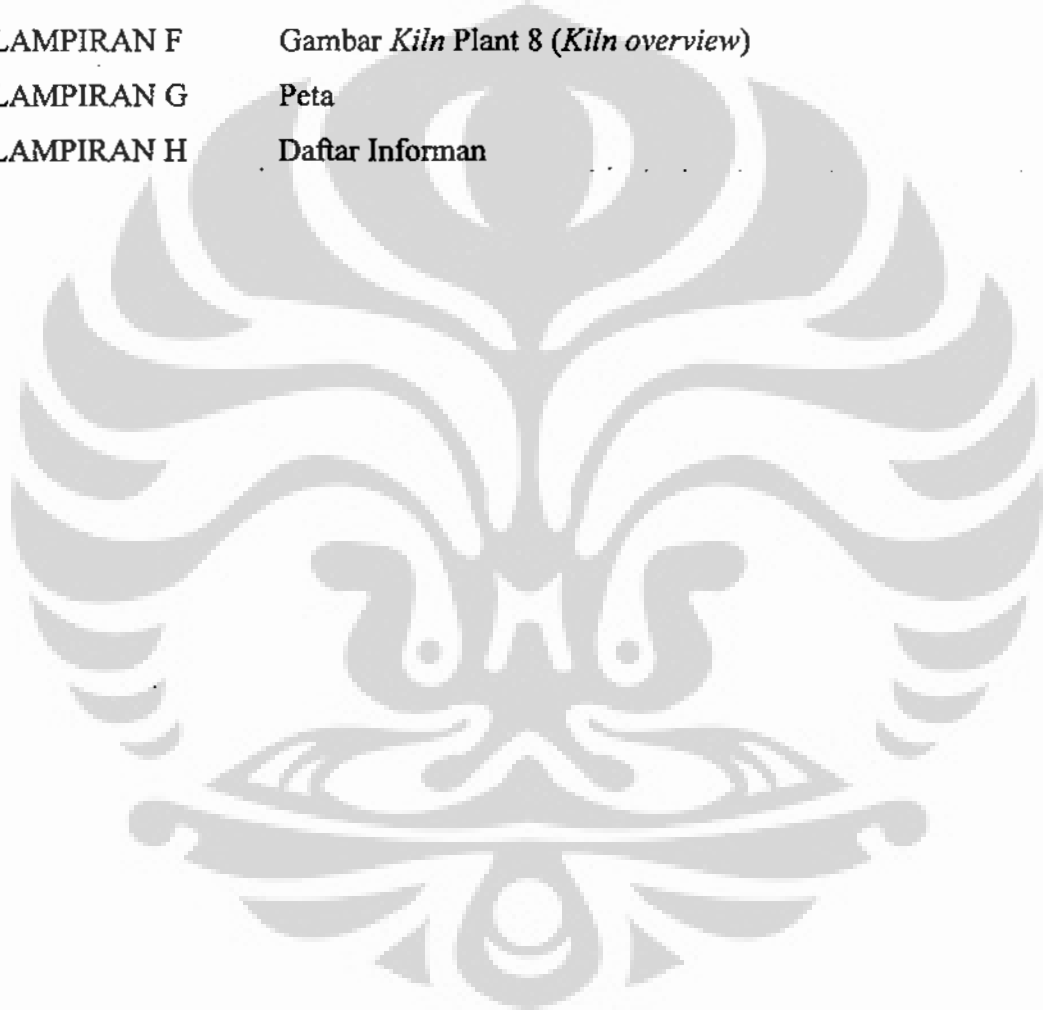 LAMPIRAN F Gambar Kiln Plant 8 (Kiln overview)
LAMPIRAN G Peta
LAMPIRAN H Daftar Informan